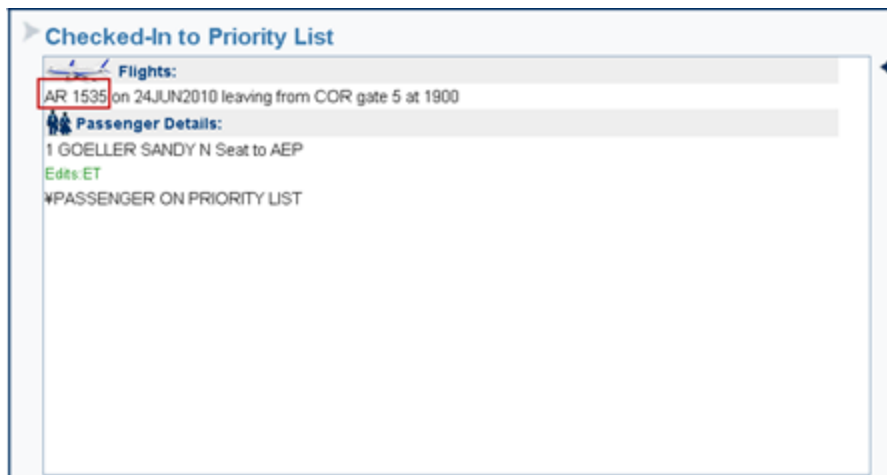 Checked-In to Priority List
Flights:
AR 1535 on 24JUN2010 leaving from COR gate 5 at 1900
Passenger Details:
1 GOELLER SANDY N Seat to AEP
Edits:ET
¥PASSENGER ON PRIORITY LIST